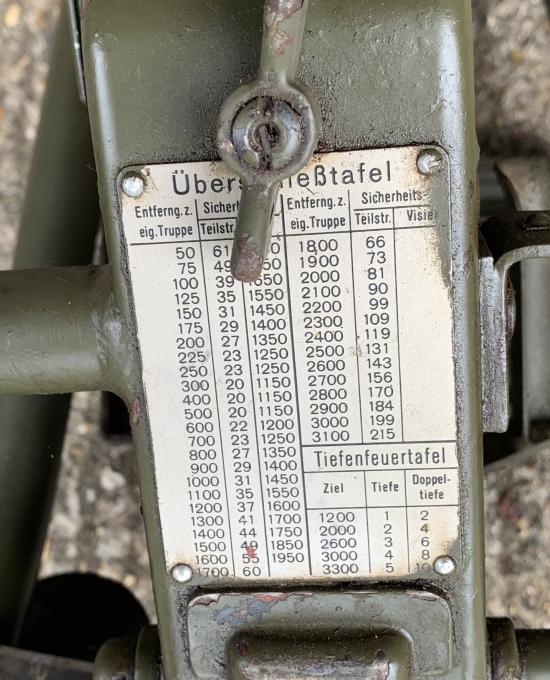 Entferng.z.
eig.Truppe Teilstr.
50 61
75
100 39
125 35 1550
150 31 1450
175 29 1400
200 27 1350
225 23 1250
250 23 1250
300 20 1150
400 20 1150
500 20 1150
600 22 1200
700 23 1250
800 27 1350
900 29 1400
1000 31 1450
1100 35 1550
1200 37 1600
1300 41 1700
1400 44 1750
1500 1850
1600 55 1950
1700 60
Entferng.z. Sicherheits-
eig.Truppe Teilstr. Visier
1800 66
1900 73
2000 81
2100 90
2200 99
2300 109
2400 119
2500 131
2600 143
2700 156
2800 170
2900 184
3000 199
3100 215
Tiefenfeuertafel
Ziel Tiefe Doppel-
tiefe
1200 1 2
2000 2 4
2600 3 6
3000 4 8
3300 5 10